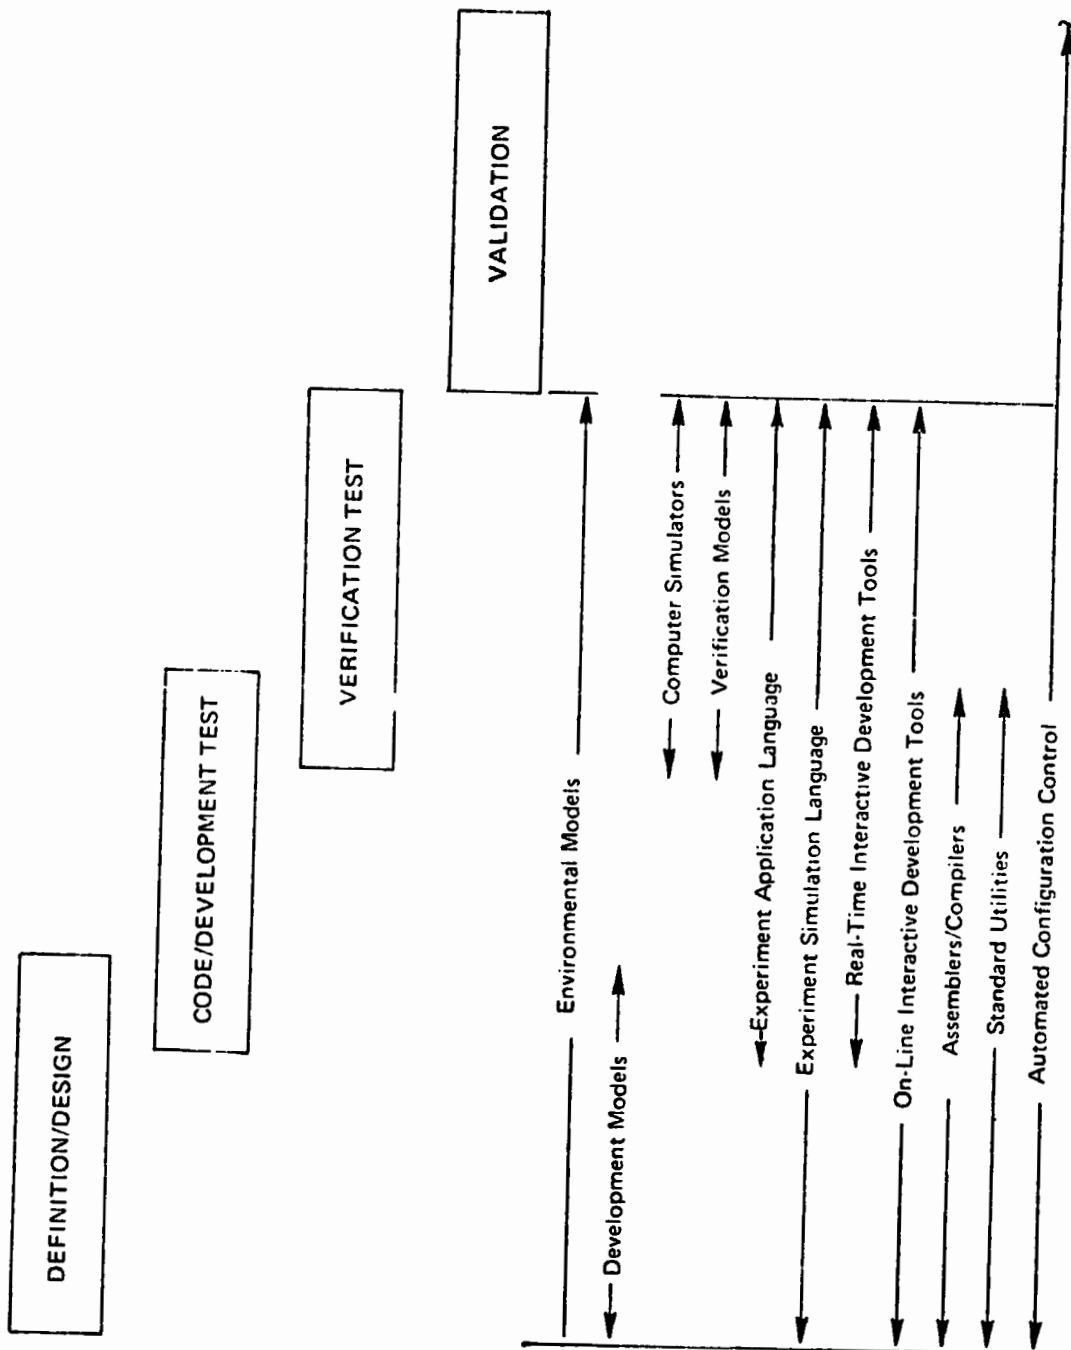 DEFINITION/DESIGN
CODE/DEVELOPMENT TEST
VERIFICATION TEST
VALIDATION
Environmental Models
Development Models
Computer Simulators
Verification Models
Experiment Application Language
Experiment Simulation Language
Real-Time Interactive Development Tools
On-Line Interactive Development Tools
Assemblers/Compilers
Standard Utilities
Automated Configuration Control